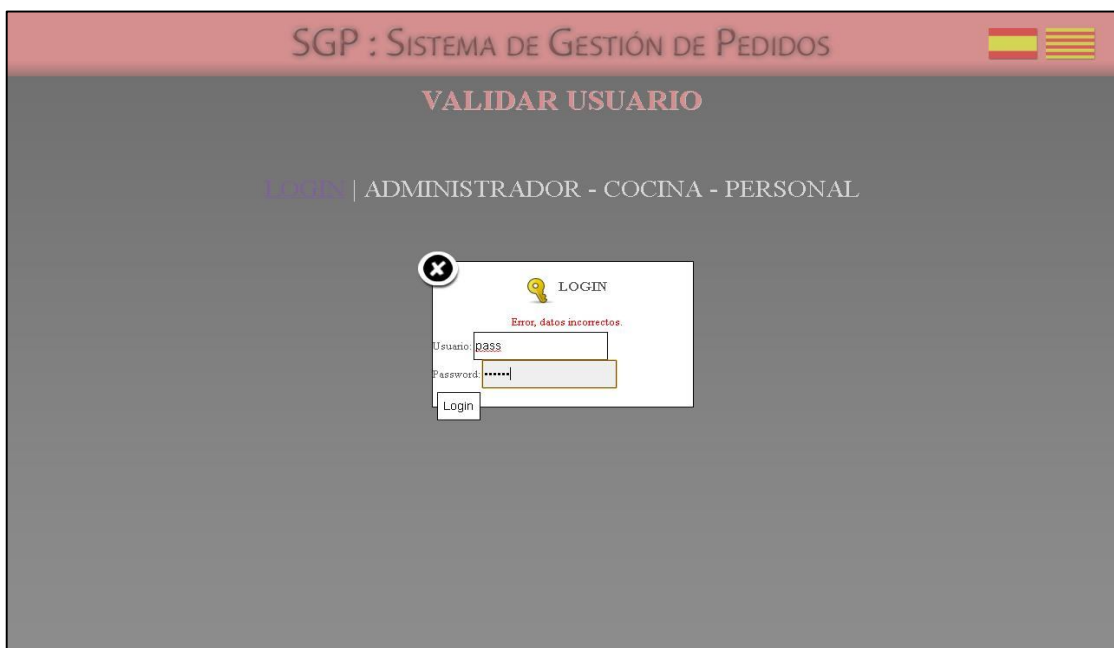 SGP : SISTEMA DE GESTIÓN DE PEDIDOS
VALIDAR USUARIO
LOGIN | ADMINISTRADOR - COCINA - PERSONAL
LOGIN
Error, datos incorrectos.
Usuario: pass
Password: ••••••
Login